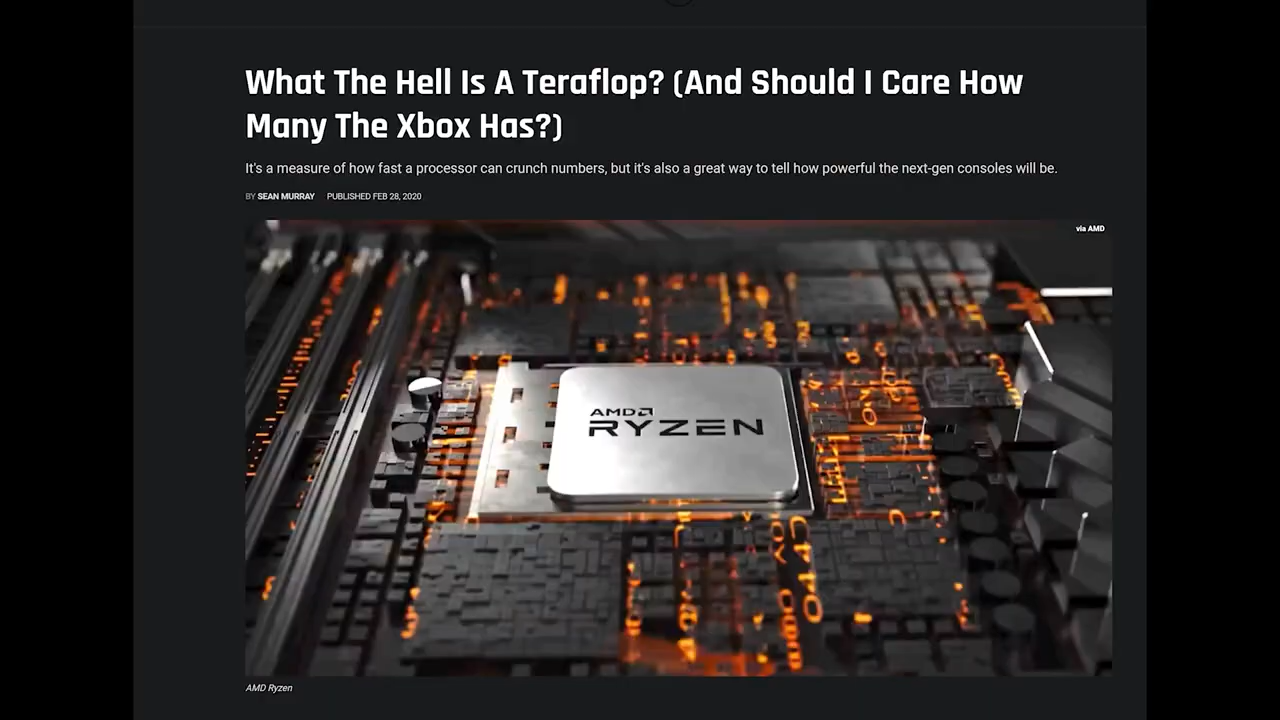 What The Hell Is A Teraflop? (And Should I Care How
Many The Xbox Has?)
It's a measure of how fast a processor can crunch numbers, but it's also a great way to tell how powerful the next-gen consoles will be.
BY SEAN MURRAY PUBLISHED FEB 28, 2020
via AMD
AMD
RYZEN
AMD Ryzen